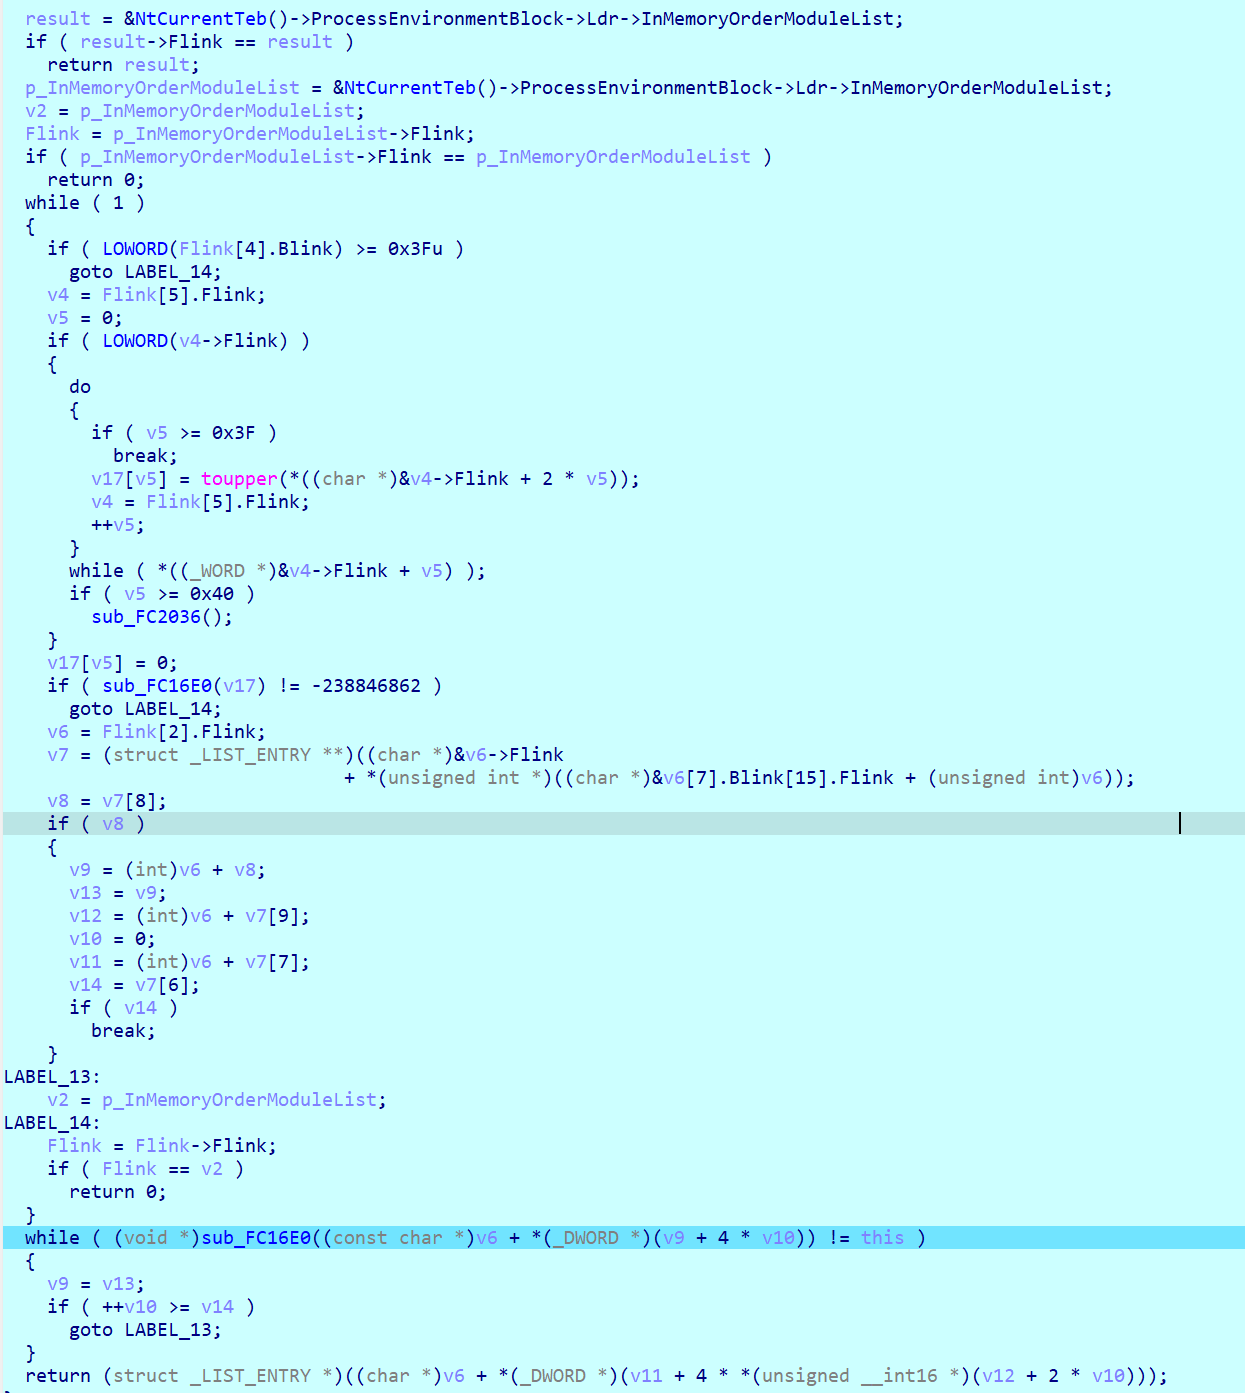 result = &NtCurrentTeb()->ProcessEnvironmentBlock->Ldr->InMemoryOrderModuleList;
if ( result->Flink == result )
return result;
p_InMemoryOrderModuleList = &NtCurrentTeb()->ProcessEnvironmentBlock->Ldr->InMemoryOrderModuleList;
v2 = p_InMemoryOrderModuleList;
Flink = p_InMemoryOrderModuleList->Flink;
if ( p_InMemoryOrderModuleList->Flink == p_InMemoryOrderModuleList )
return 0;
while ( 1 )
{
if ( LOWORD(Flink[4].Blink) >= 0x3Fu )
goto LABEL_14;
v4 = Flink[5].Flink;
v5 = 0;
if ( LOWORD(v4->Flink) )
{
do
{
if ( v5 >= 0x3F )
break;
v17[v5] = toupper(*((char *)&v4->Flink + 2 * v5));
v4 = Flink[5].Flink;
++v5;
}
while ( *((_WORD *)&v4->Flink + v5) );
if ( v5 >= 0x40 )
sub_FC2036();
}
v17[v5] = 0;
if ( sub_FC16E0(v17) != -238846862 )
goto LABEL_14;
v6 = Flink[2].Flink;
v7 = (struct _LIST_ENTRY **)((char *)&v6->Flink
+ *(unsigned int *)((char *)&v6[7].Blink[15].Flink + (unsigned int)v6));
v8 = v7[8];
if ( v8 )
{
v9 = (int)v6 + v8;
v13 = v9;
v12 = (int)v6 + v7[9];
v10 = 0;
v11 = (int)v6 + v7[7];
v14 = v7[6];
if ( v14 )
break;
}
LABEL_13:
v2 = p_InMemoryOrderModuleList;
LABEL_14:
Flink = Flink->Flink;
if ( Flink == v2 )
return 0;
}
while ( (void *)sub_FC16E0((const char *)v6 + *(_DWORD *)(v9 + 4 * v10)) != this )
{
v9 = v13;
if ( ++v10 >= v14 )
goto LABEL_13;
}
return (struct _LIST_ENTRY *)((char *)v6 + *(_DWORD *)(v11 + 4 * *(unsigned __int16 *)(v12 + 2 * v10)));